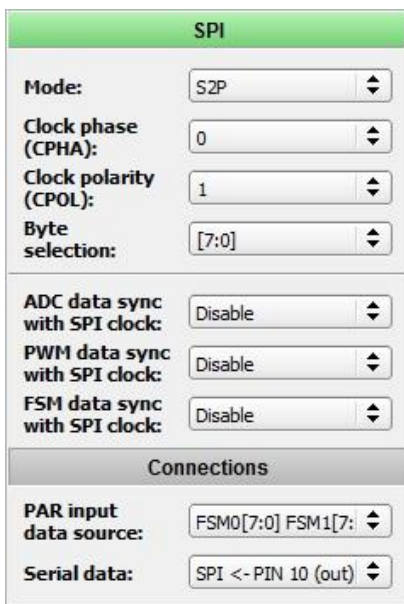 SPI
Mode: S2P
Clock phase
(CPHA): 0
Clock polarity
(CPOL): 1
Byte
selection: [7:0]
ADC data sync
with SPI clock: Disable
PWM data sync
with SPI clock: Disable
FSM data sync
with SPI clock: Disable
Connections
PAR input
data source: FSM0[7:0] FSM1[7:
Serial data: SPI <- PIN 10 (out)